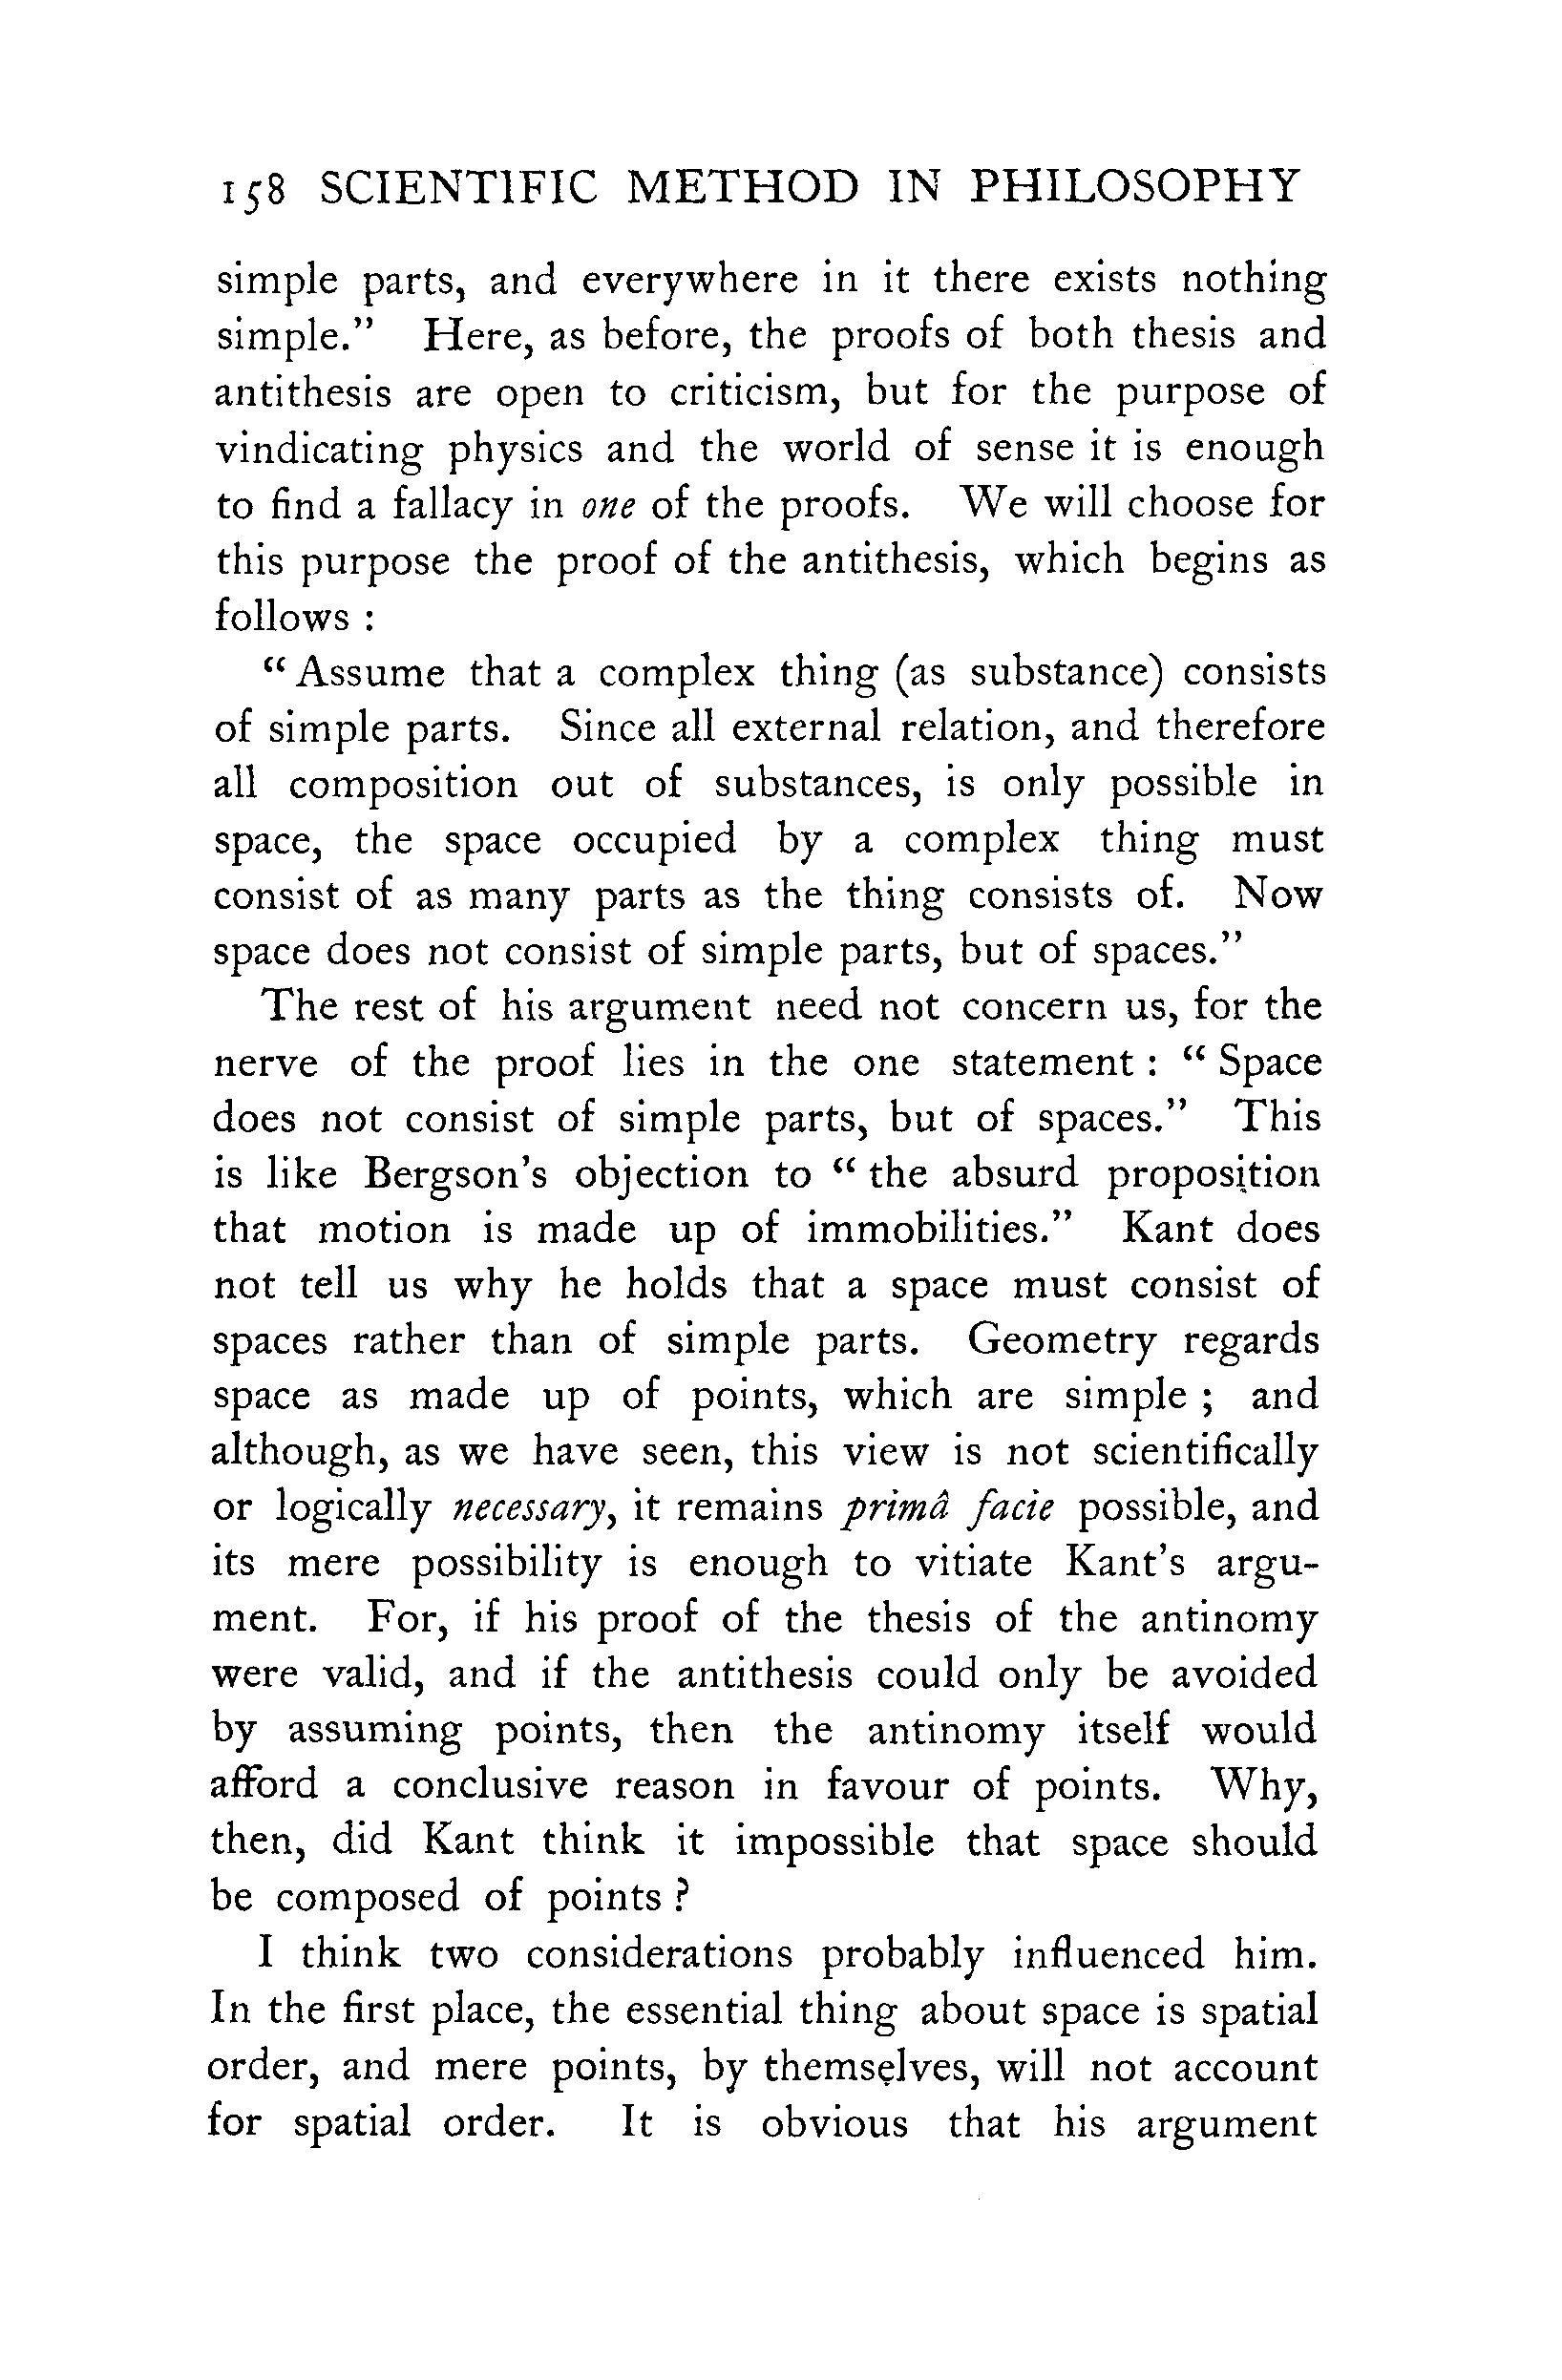 158 SCIENTIFIC METHOD IN PHILOSOPHY
simple parts, and everywhere in it there exists nothing
simple.” Here, as before, the proofs of both thesis and
antithesis are open to criticism, but for the purpose of
vindicating physics and the world of sense it is enough
to find a fallacy in one of the proofs. We will choose for
this purpose the proof of the antithesis, which begins as
follows :
“ Assume that a complex thing (as substance) consists
of simple parts. Since all external relation, and therefore
all composition out of substances, is only possible in
space, the space occupied by a complex thing must
consist of as many parts as the thing consists of. Now
space does not consist of simple parts, but of spaces.”
The rest of his argument need not concern us, for the
nerve of the proof lies in the one statement : “ Space
does not consist of simple parts, but of spaces.” This
is like Bergson’s objection to “ the absurd proposition
that motion is made up of immobilities.” Kant does
not tell us why he holds that a space must consist of
spaces rather than of simple parts. Geometry regards
space as made up of points, which are simple ; and
although, as we have seen, this view is not scientifically
or logically necessary, it remains primâ facie possible, and
its mere possibility is enough to vitiate Kant’s argu-
ment. For, if his proof of the thesis of the antinomy
were valid, and if the antithesis could only be avoided
by assuming points, then the antinomy itself would
afford a conclusive reason in favour of points. Why,
then, did Kant think it impossible that space should
be composed of points ?
I think two considerations probably influenced him.
In the first place, the essential thing about space is spatial
order, and mere points, by themselves, will not account
for spatial order. It is obvious that his argument